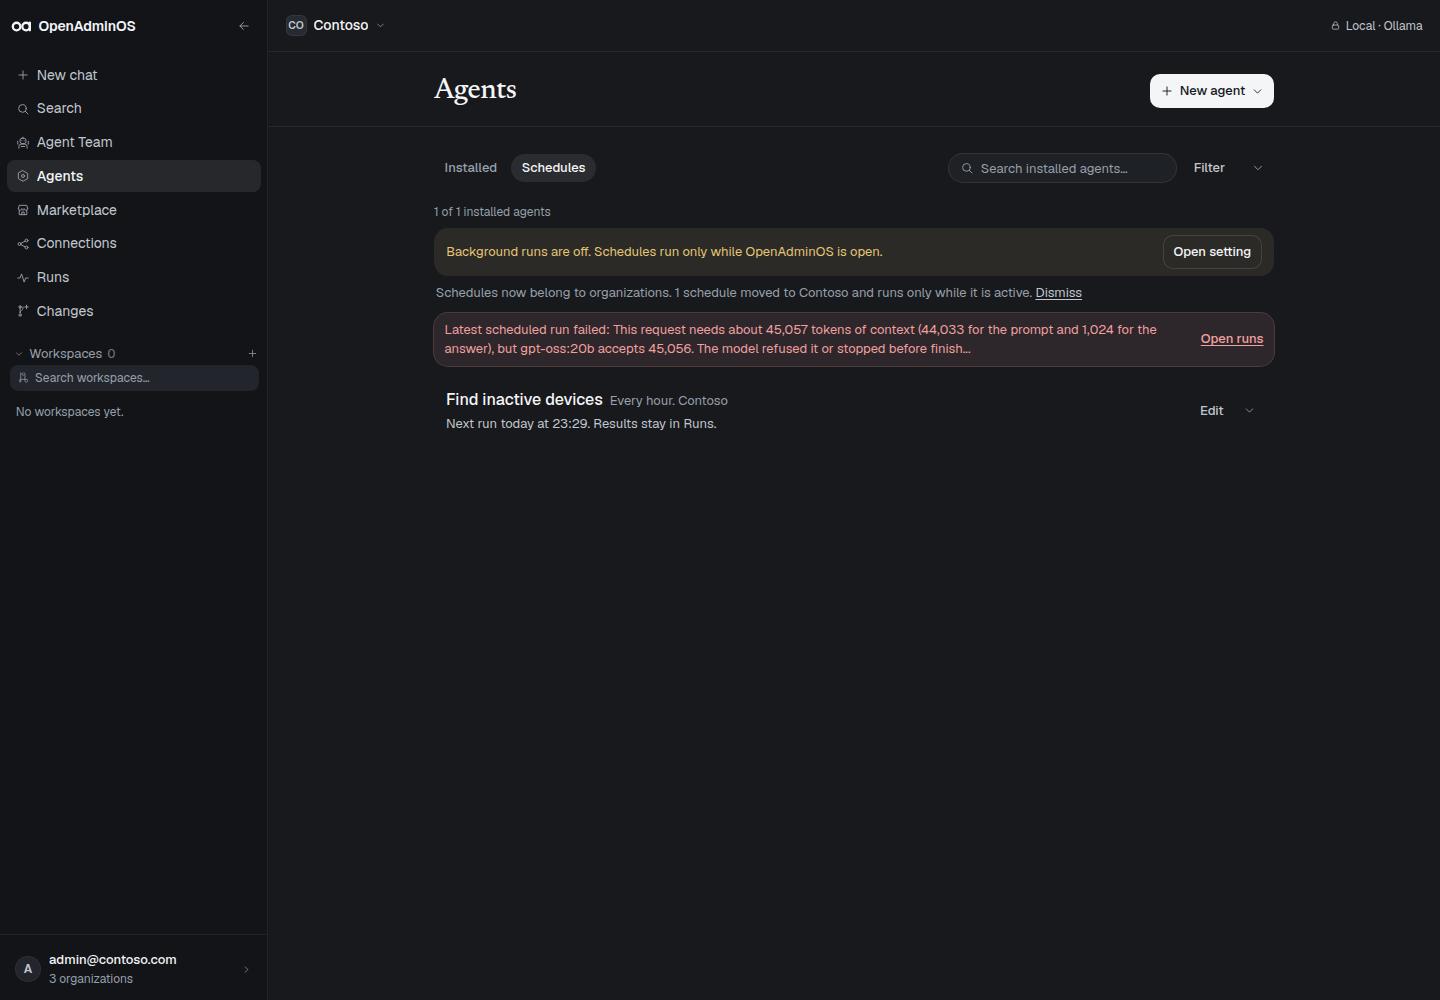 OpenAdminOS
CO Contoso
Local · Ollama
New chat
Search
Agent Team
Agents
Marketplace
Connections
Runs
Changes
Workspaces 0
Search workspaces...
No workspaces yet.
A
admin@contoso.com
3 organizations
Agents
New agent
Installed
Schedules
Search installed agents...
Filter
1 of 1 installed agents
Background runs are off. Schedules run only while OpenAdminOS is open.
Open setting
Schedules now belong to organizations. 1 schedule moved to Contoso and runs only while it is active. Dismiss
Latest scheduled run failed: This request needs about 45,057 tokens of context (44,033 for the prompt and 1,024 for the
answer), but gpt-oss:20b accepts 45,056. The model refused it or stopped before finish...
Open runs
Find inactive devices Every hour. Contoso
Next run today at 23:29. Results stay in Runs.
Edit